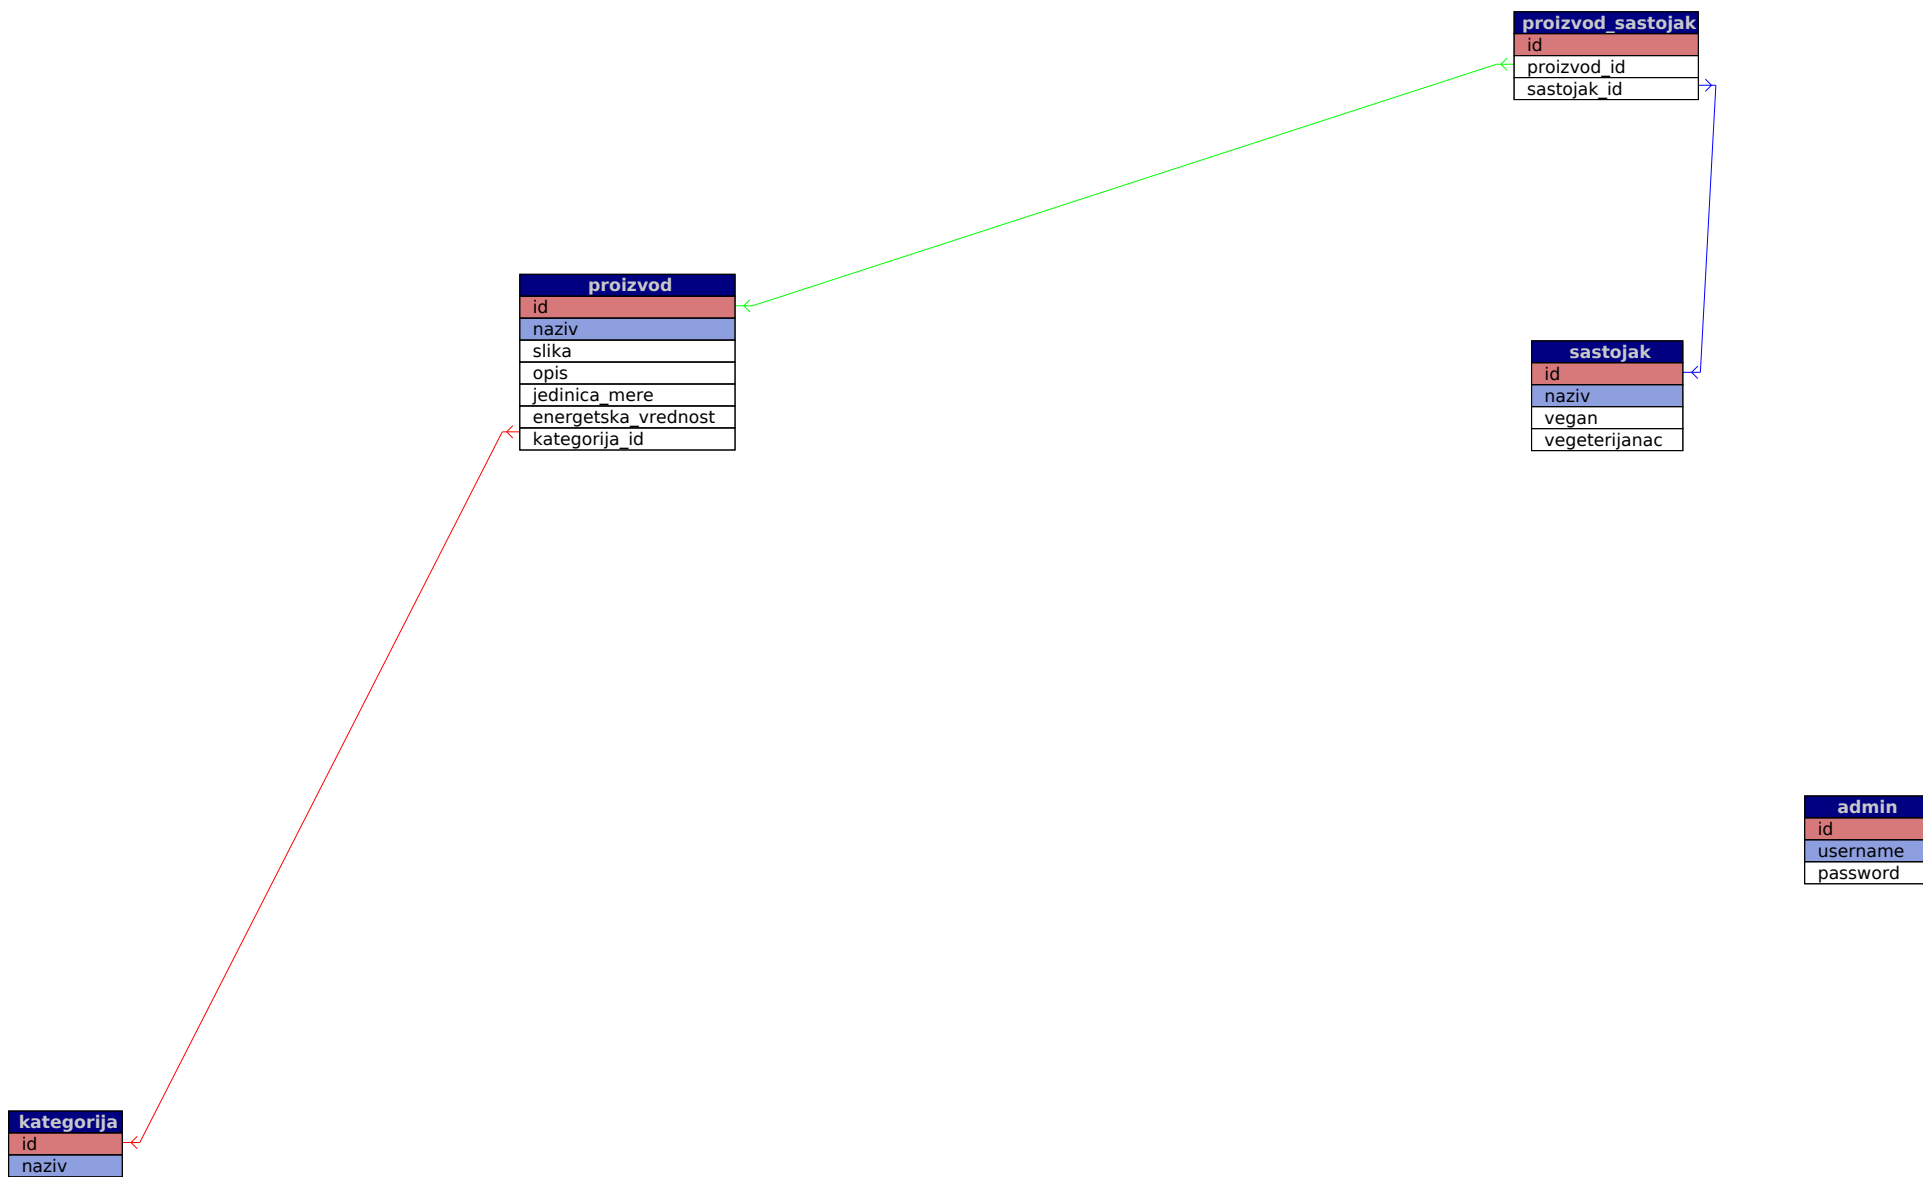 proizvod_sastojak
id
proizvod_id
sastojak_id
proizvod
id
naziv
slika
opis
jedinica_mere
energetska_vrednost
kategorija_id
sastojak
id
naziv
vegan
vegeterijanac
admin
id
username
password
kategorija
id
naziv